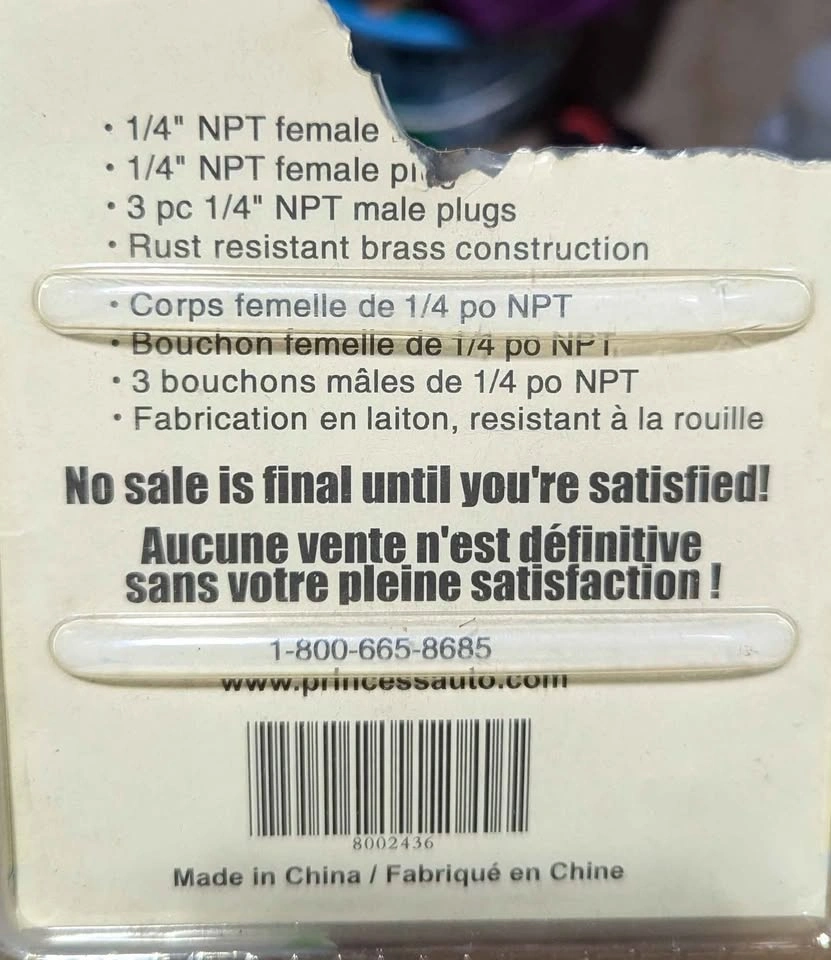 • 1/4" NPT female
• 1/4" NPT female
• 3 pc 1/4" NPT male plugs
• Rust resistant brass construction
• Corps femelle de 1/4 po NPT
• Bouchon femelle de 1/4 po NPT
• 3 bouchons mâles de 1/4 po NPT
• Fabrication en laiton, resistant à la rouille
No sale is final until you're satisfied!
Aucune vente n'est définitive
sans votre pleine satisfaction !
1-800-665-8685
www.princessauto.com
8002436
Made in China / Fabriqué en Chine